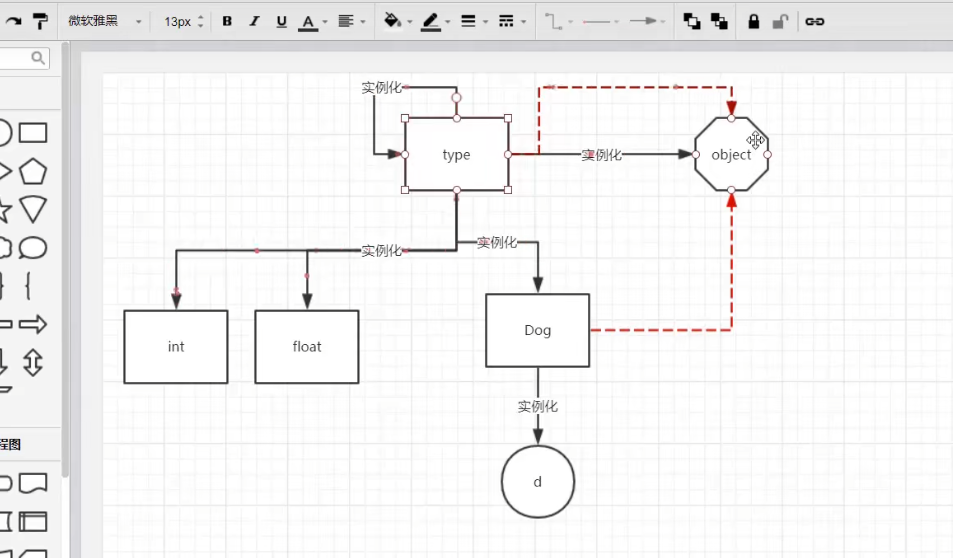 微软雅黑 13px B I U A
实例化
type
实例化
object
实例化
实例化
int
float
Dog
实例化
d
程图